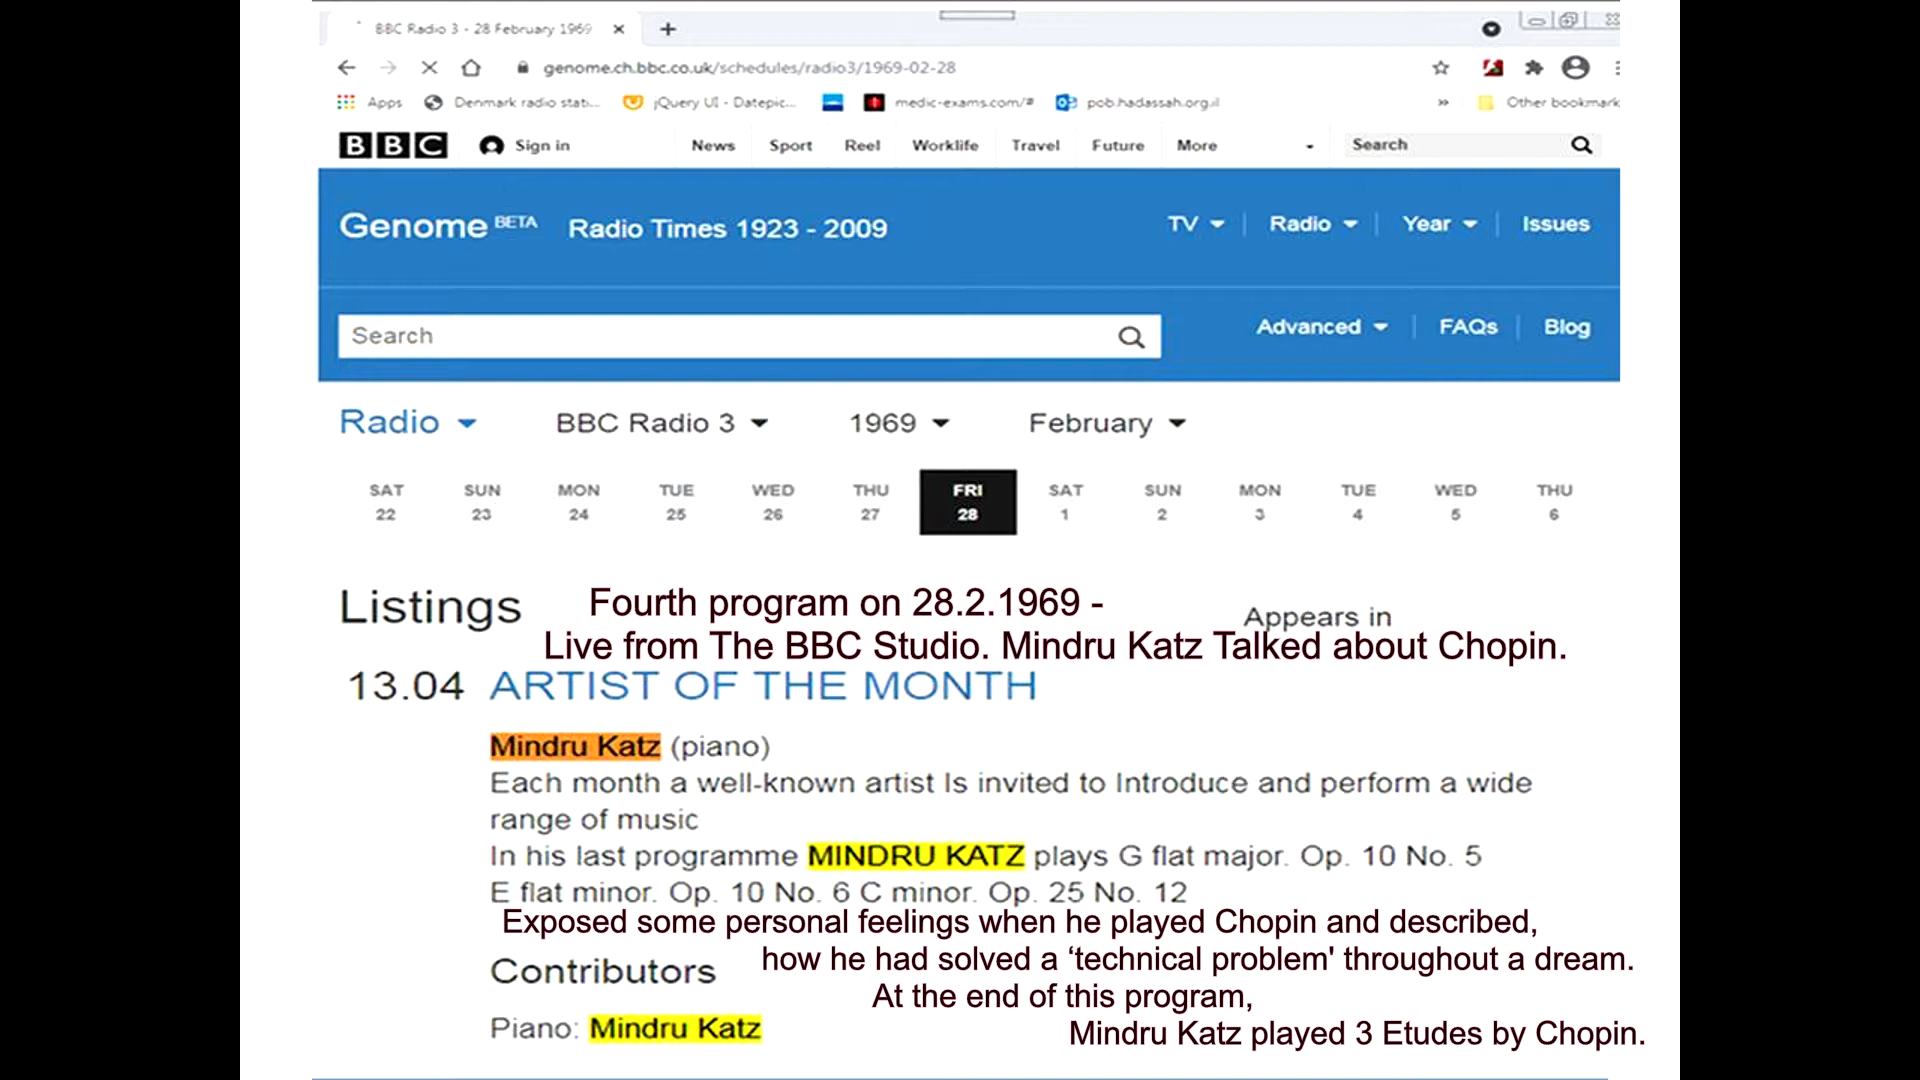 BBC Radio 3 - 28 February 1969
genome.ch.bbc.co.uk/schedules/radio3/1969-02-28
Apps Denmark radio stati... jQuery UI - Datepic... medic-exams.com/# pob.hadassah.org.il » Other bookmark
BBC Sign in News Sport Reel Worklife Travel Future More Search
Genome BETA Radio Times 1923 - 2009 TV Radio Year Issues
Search Advanced FAQs Blog
Radio BBC Radio 3 1969 February
SAT SUN MON TUE WED THU FRI SAT SUN MON TUE WED THU
22 23 24 25 26 27 28 1 2 3 4 5 6
Listings Fourth program on 28.2.1969 -
Appears in
Live from The BBC Studio. Mindru Katz Talked about Chopin.
13.04 ARTIST OF THE MONTH
Mindru Katz (piano)
Each month a well-known artist Is invited to Introduce and perform a wide
range of music
In his last programme MINDRU KATZ plays G flat major. Op. 10 No. 5
E flat minor. Op. 10 No. 6 C minor. Op. 25 No. 12
Exposed some personal feelings when he played Chopin and described,
how he had solved a ‘technical problem' throughout a dream.
Contributors
At the end of this program,
Piano: Mindru Katz
Mindru Katz played 3 Etudes by Chopin.